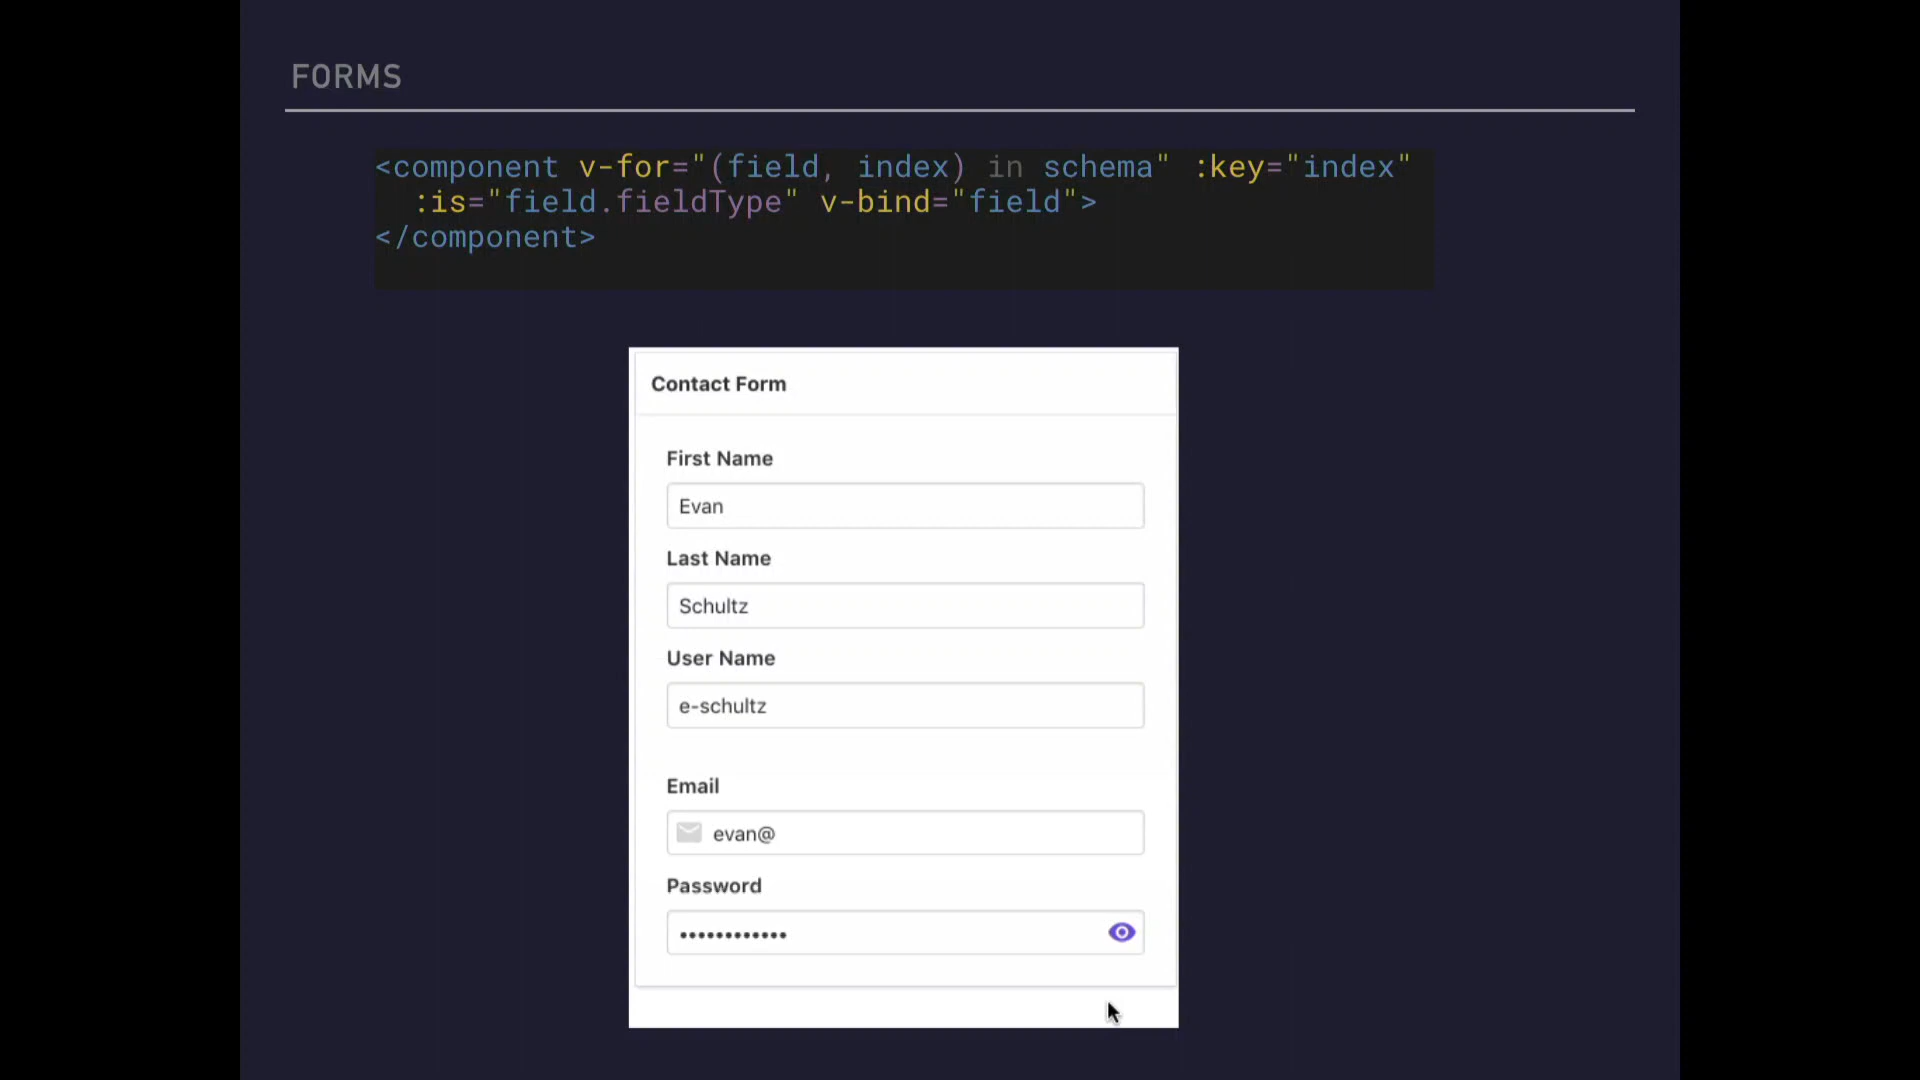 FORMS
<component v-for="(field, index) in schema" :key="index"
:is="field.fieldType" v-bind="field">
</component>
Contact Form
First Name
Evan
Last Name
Schultz
User Name
e-schultz
Email
evan@
Password
••••••••••••